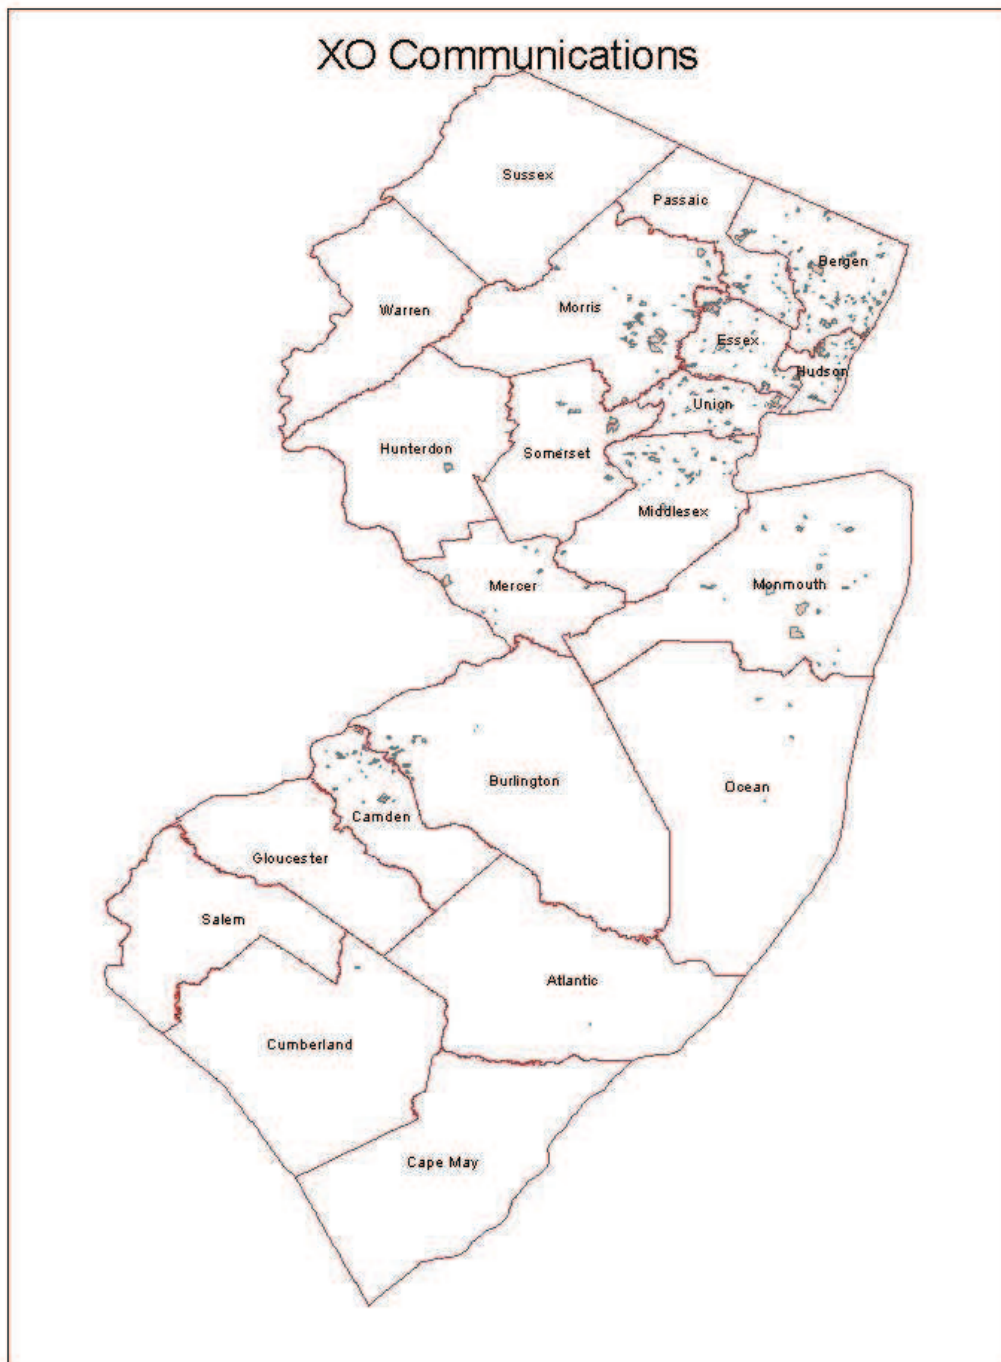 XO Communications
Sussex
Passaic
Bergen
Warren
Morris
Essex
Hudson
Union
Hunterdon
Somerset
Middlesex
Mercer
Monmouth
Burlington
Ocean
Camden
Gloucester
Salem
Atlantic
Cumberland
Cape May